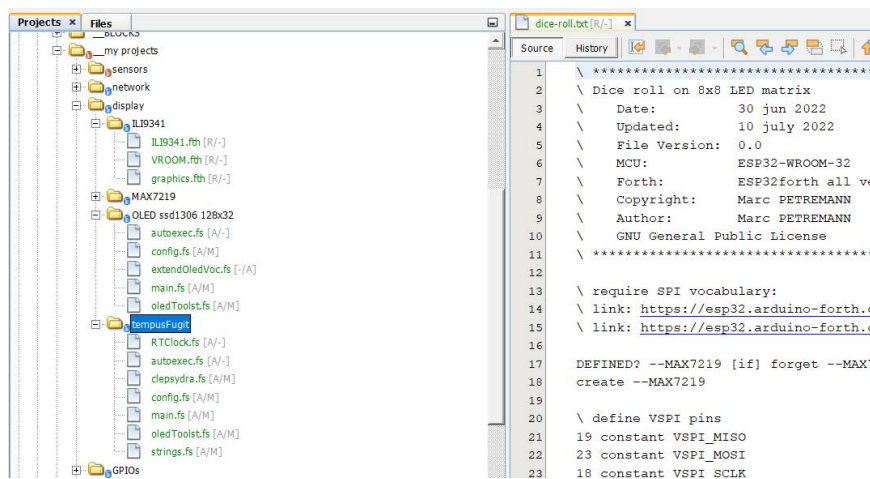 Projects × Files
__BLOCKS
__my projects
sensors
network
display
ILI9341
ILI9341.fth [R/-]
VROOM.fth [R/-]
graphics.fth [R/-]
MAX7219
OLED ssd1306 128x32
autoexec.fs [A/-]
config.fs [A/M]
extendOledVoc.fs [-/A]
main.fs [A/M]
oledToolst.fs [A/M]
tempusFugit
RTClock.fs [A/-]
autoexec.fs [A/-]
clepsydra.fs [A/M]
config.fs [A/M]
main.fs [A/M]
oledToolst.fs [A/M]
strings.fs [A/M]
GPIOs
dice-roll.txt [R/-] ×
Source History
1 \ **********************************
2 \ Dice roll on 8x8 LED matrix
3 \ Date: 30 jun 2022
4 \ Updated: 10 july 2022
5 \ File Version: 0.0
6 \ MCU: ESP32-WROOM-32
7 \ Forth: ESP32forth all ve
8 \ Copyright: Marc PETREMANN
9 \ Author: Marc PETREMANN
10 \ GNU General Public License
11 \ **********************************
12
13 \ require SPI vocabulary:
14 \ link: https://esp32.arduino-forth.
15 \ link: https://esp32.arduino-forth.
16
17 DEFINED? --MAX7219 [if] forget --MAX
18 create --MAX7219
19
20 \ define VSPI pins
21 19 constant VSPI_MISO
22 23 constant VSPI_MOSI
23 18 constant VSPI_SCLK